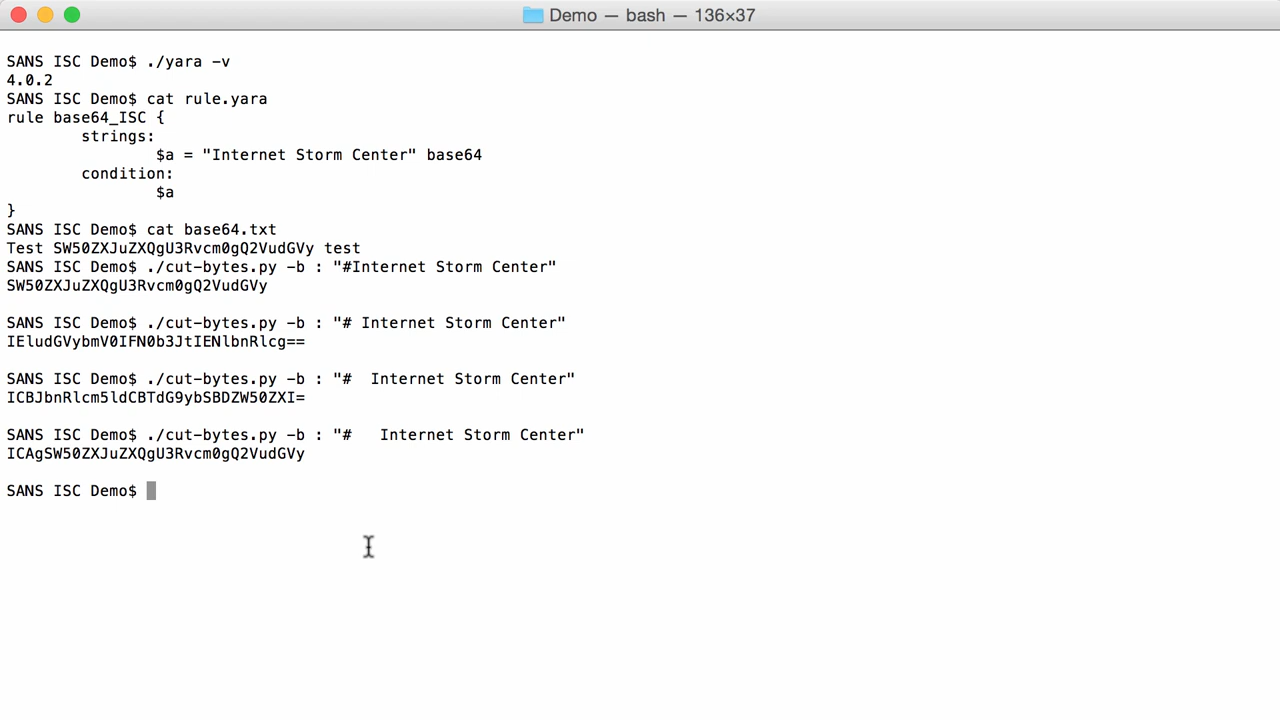 Demo — bash — 136×37
SANS ISC Demo$ ./yara -v
4.0.2
SANS ISC Demo$ cat rule.yara
rule base64_ISC {
        strings:
                $a = "Internet Storm Center" base64
        condition:
                $a
}
SANS ISC Demo$ cat base64.txt
Test SW50ZXJuZXQgU3Rvcm0gQ2VudGVy test
SANS ISC Demo$ ./cut-bytes.py -b : "#Internet Storm Center"
SW50ZXJuZXQgU3Rvcm0gQ2VudGVy
SANS ISC Demo$ ./cut-bytes.py -b : "# Internet Storm Center"
IEludGVybmV0IFN0b3JtIENlbnRlcg==
SANS ISC Demo$ ./cut-bytes.py -b : "#  Internet Storm Center"
ICBJbnRlcm5ldCBTdG9ybSBDZW50ZXI=
SANS ISC Demo$ ./cut-bytes.py -b : "#   Internet Storm Center"
ICAgSW50ZXJuZXQgU3Rvcm0gQ2VudGVy
SANS ISC Demo$